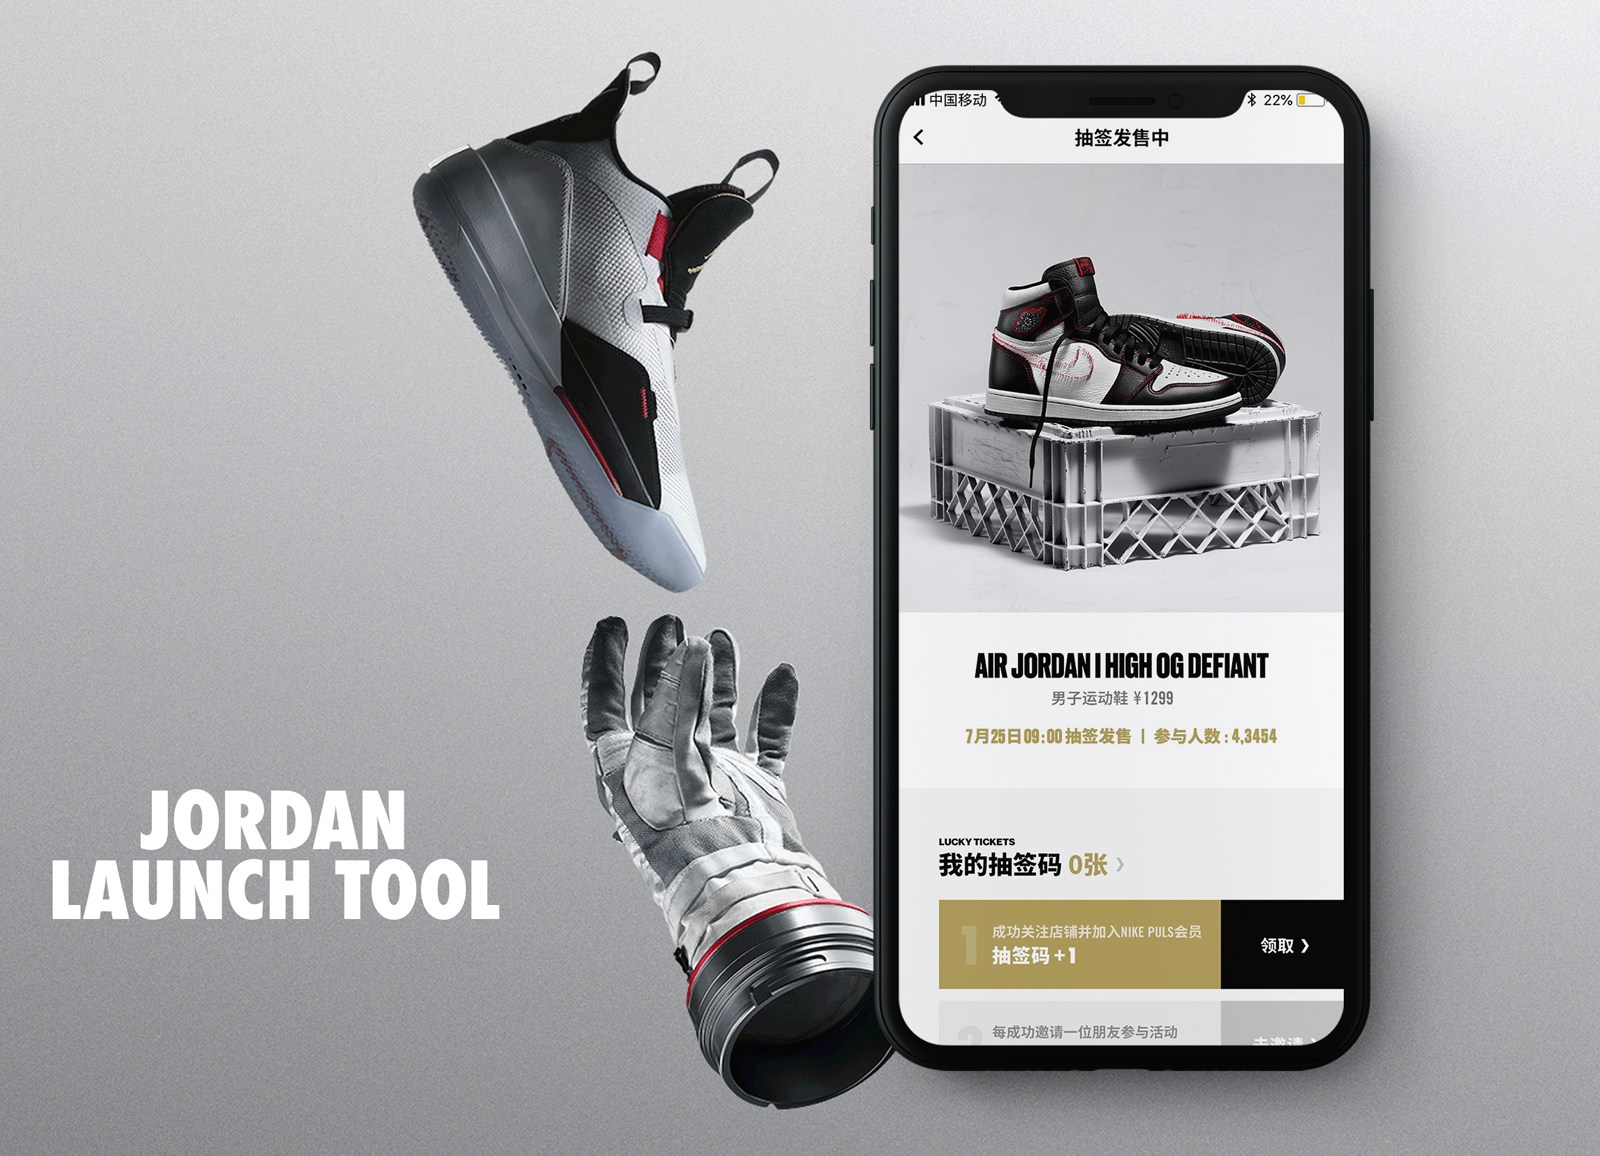 JORDAN
LAUNCH TOOL
中国移动
22%
抽签发售中
AIR JORDAN I HIGH OG DEFIANT
男子运动鞋 ¥1299
7月25日09:00抽签发售 | 参与人数:4,3454
LUCKY TICKETS
我的抽签码 0张
1
成功关注店铺并加入NIKE PULS会员
抽签码+1
领取
2
每成功邀请一位朋友参与活动
去邀请